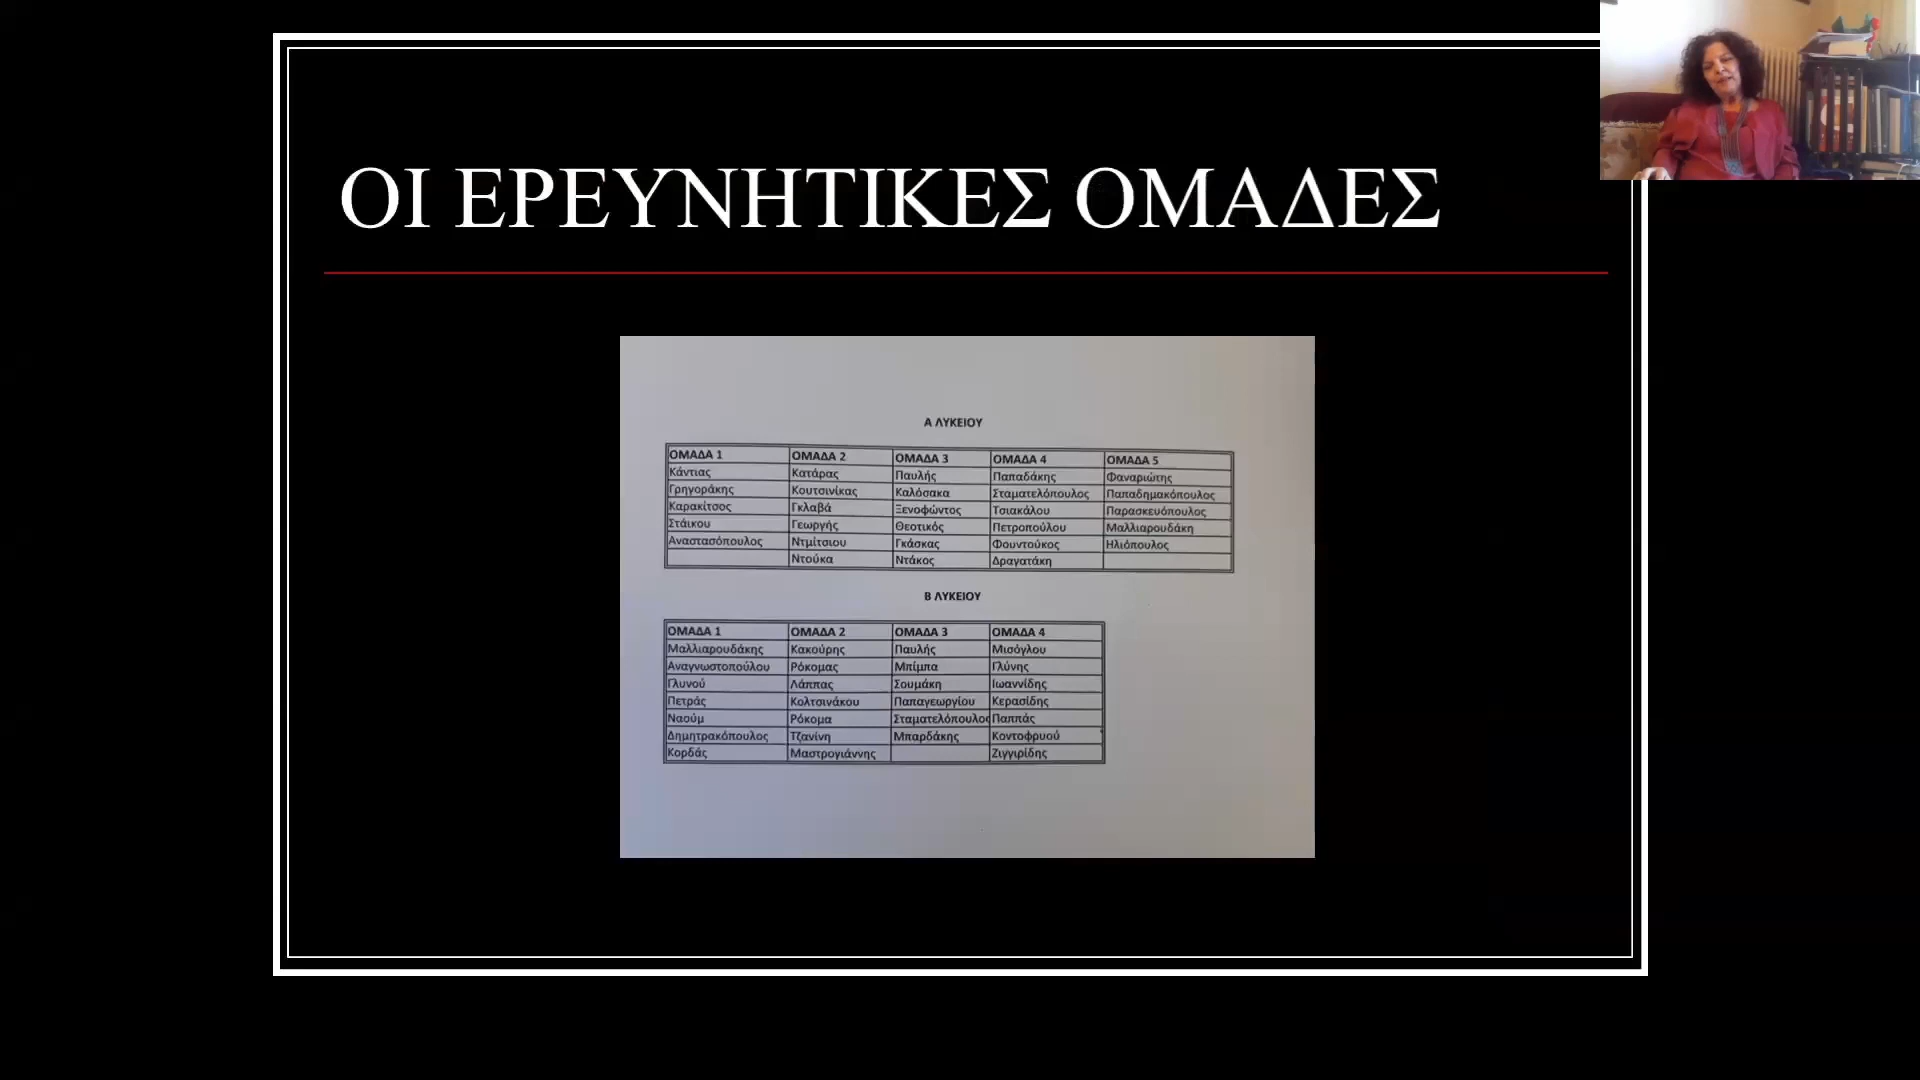 ΟΙ ΕΡΕΥΝΗΤΙΚΕΣ ΟΜΑΔΕΣ
Α ΛΥΚΕΙΟΥ
ΟΜΑΔΑ 1 ΟΜΑΔΑ 2 ΟΜΑΔΑ 3 ΟΜΑΔΑ 4 ΟΜΑΔΑ 5
Κάντιας Κατάρας Παυλής Παπαδάκης Φαναριώτης
Γρηγοράκης Κουτσινίκας Καλόσακα Σταματελόπουλος Παπαδημακόπουλος
Καρακίτσος Γκλαβά Ξενοφώντος Τσιακάλου Παρασκευόπουλος
Στάικου Γεωργής Θεοτικός Πετροπούλου Μαλλιαρουδάκη
Αναστασόπουλος Ντμίτσιου Γκάσκας Φουντούκος Ηλιόπουλος
Ντούκα Ντάκος Δραγατάκη
Β ΛΥΚΕΙΟΥ
ΟΜΑΔΑ 1 ΟΜΑΔΑ 2 ΟΜΑΔΑ 3 ΟΜΑΔΑ 4
Μαλλιαρουδάκης Κακούρης Παυλής Μισόγλου
Αναγνωστοπούλου Ρόκομας Μπίμπα Γλύνης
Γλυνού Λάππας Σουμάκη Ιωαννίδης
Πετράς Κολτσινάκου Παπαγεωργίου Κερασίδης
Ναούμ Ρόκομα Σταματελόπουλος Παππάς
Δημητρακόπουλος Τζανίνη Μπαρδάκης Κοντοφρυού
Κορδάς Μαστρογιάννης Ζιγγιρίδης